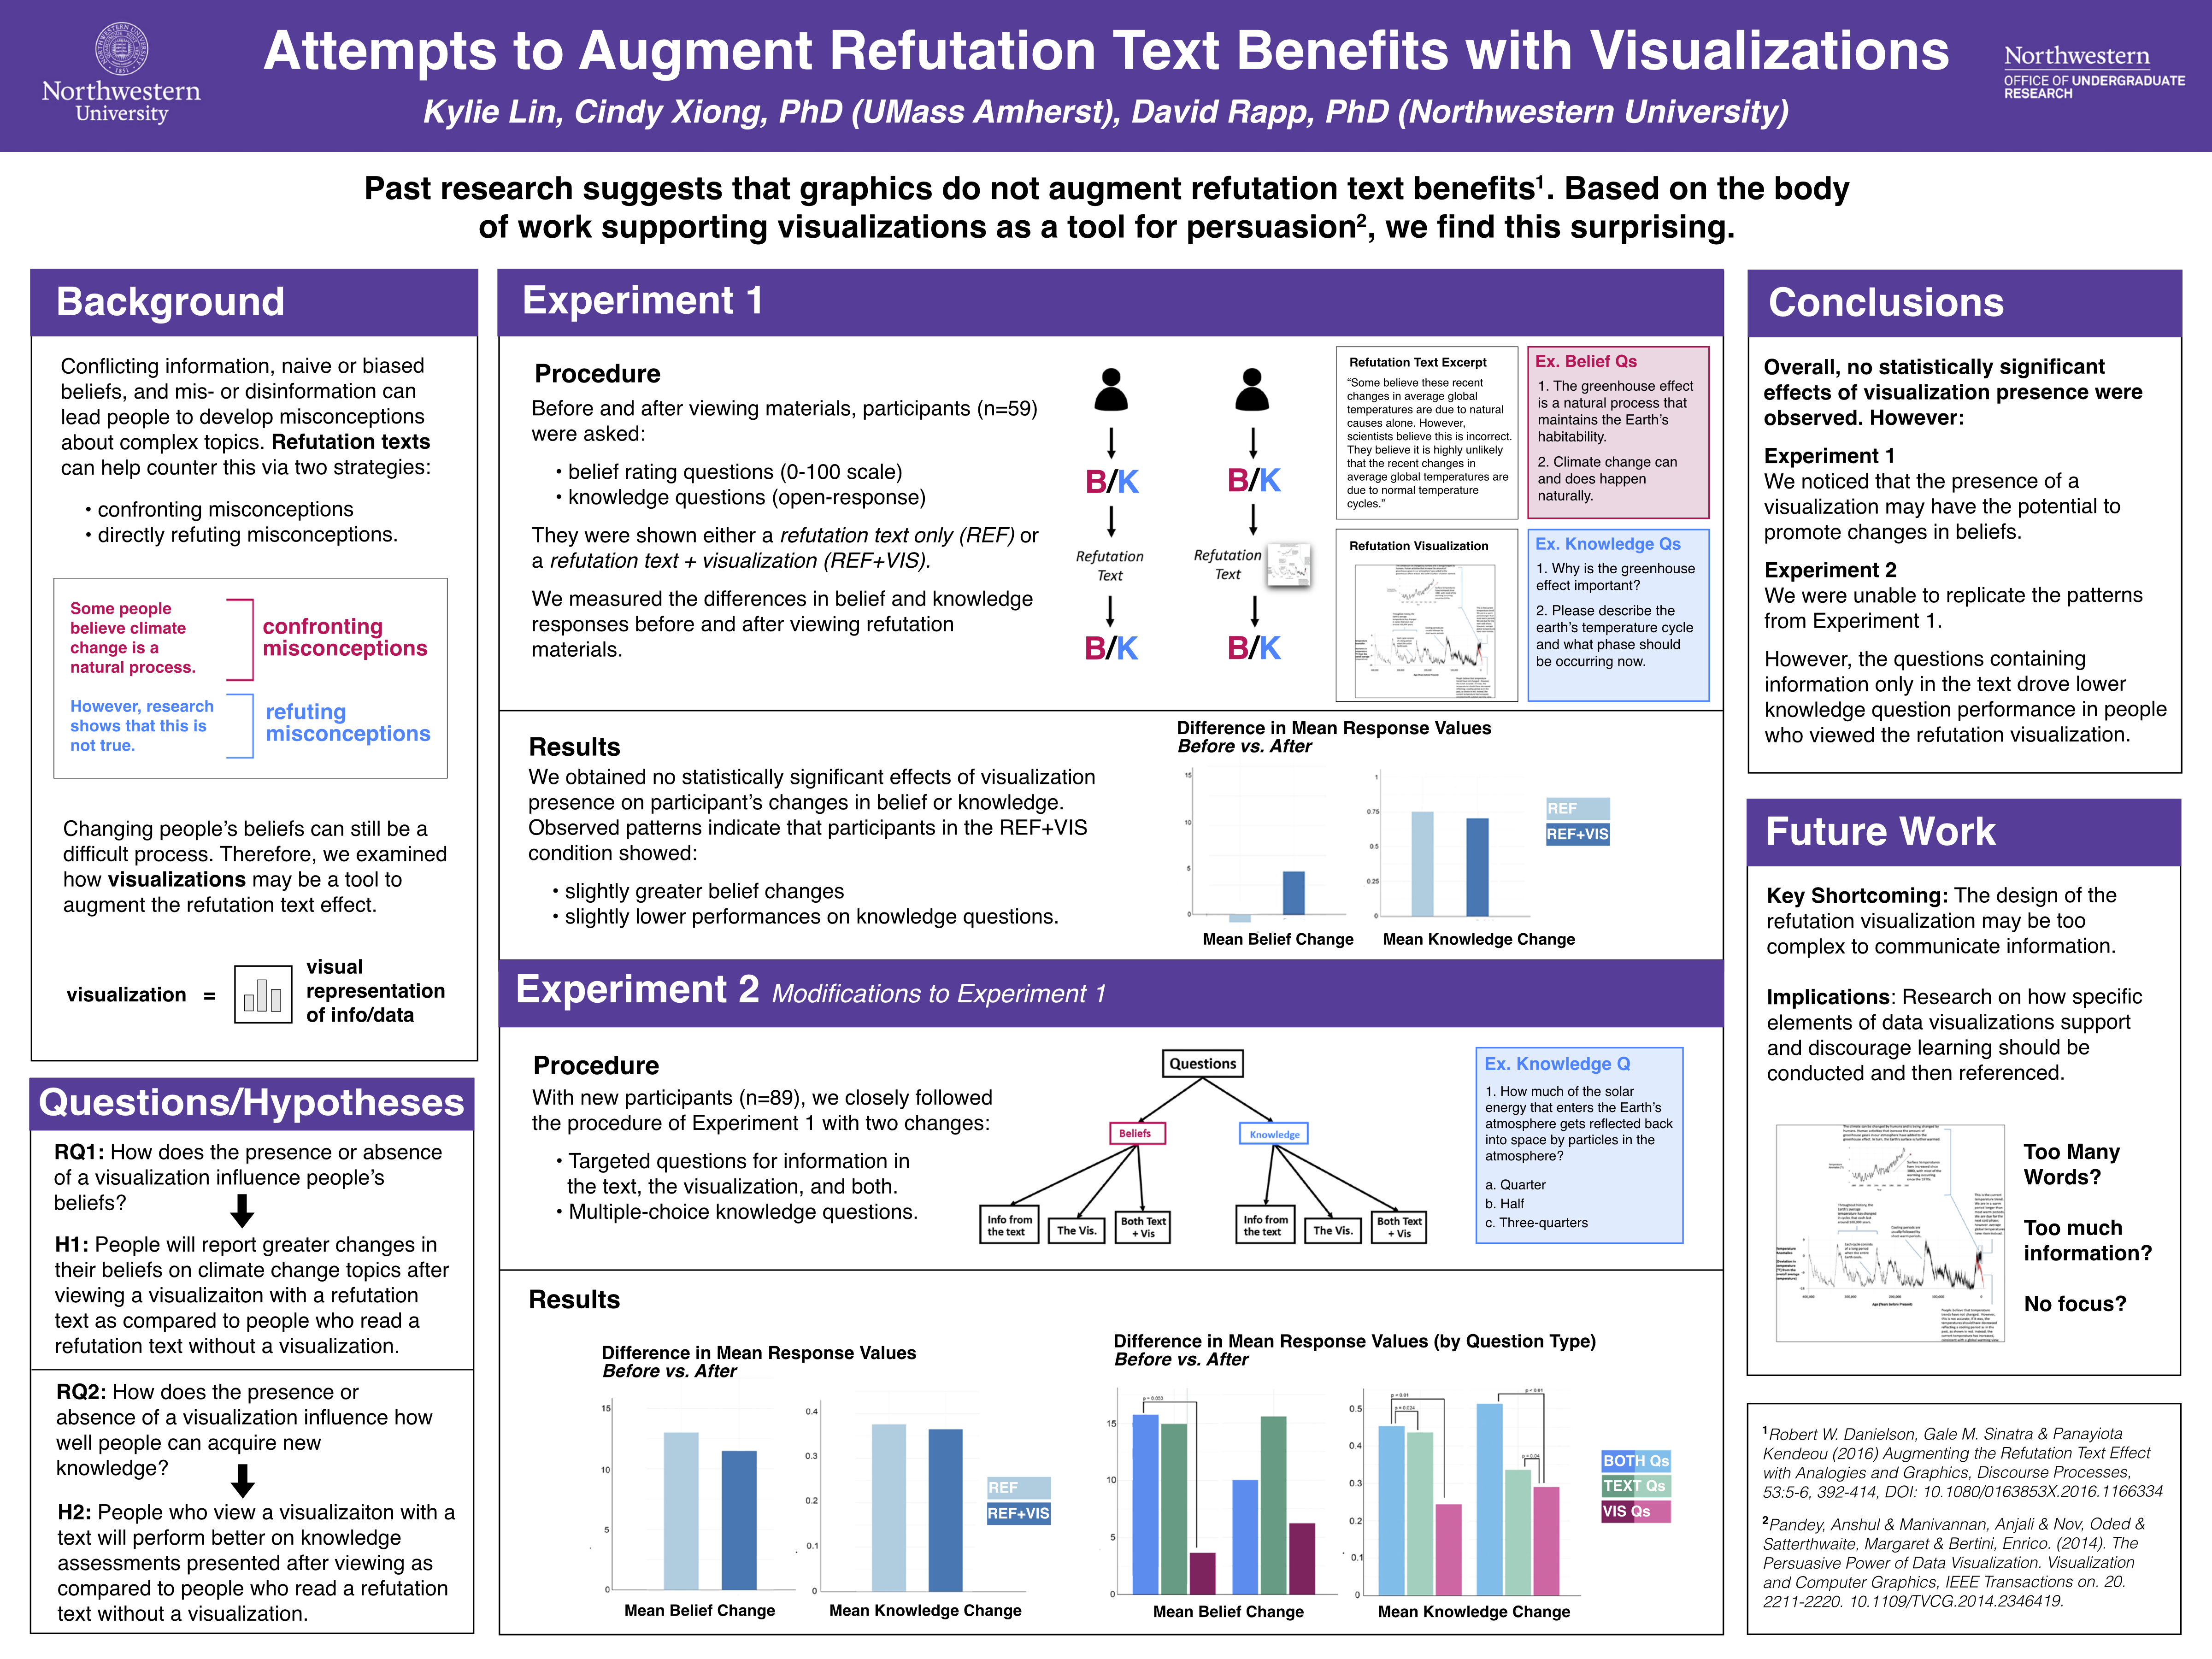 Northwestern
University
Attempts to Augment Refutation Text Benefits with Visualizations
Kylie Lin, Cindy Xiong, PhD (UMass Amherst), David Rapp, PhD (Northwestern University)
Northwestern
OFFICE OF UNDERGRADUATE
RESEARCH
Past research suggests that graphics do not augment refutation text benefits¹. Based on the body
of work supporting visualizations as a tool for persuasion², we find this surprising.
Background
Conflicting information, naive or biased
beliefs, and mis- or disinformation can
lead people to develop misconceptions
about complex topics. Refutation texts
can help counter this via two strategies:
• confronting misconceptions
• directly refuting misconceptions.
Some people
believe climate
change is a
natural process.
confronting
misconceptions
However, research
shows that this is
not true.
refuting
misconceptions
Changing people's beliefs can still be a
difficult process. Therefore, we examined
how visualizations may be a tool to
augment the refutation text effect.
visualization =
visual
representation
of info/data
Questions/Hypotheses
RQ1: How does the presence or absence
of a visualization influence people's
beliefs?
H1: People will report greater changes in
their beliefs on climate change topics after
viewing a visualizaiton with a refutation
text as compared to people who read a
refutation text without a visualization.
RQ2: How does the presence or
absence of a visualization influence how
well people can acquire new
knowledge?
H2: People who view a visualizaiton with a
text will perform better on knowledge
assessments presented after viewing as
compared to people who read a refutation
text without a visualization.
Experiment 1
Procedure
Before and after viewing materials, participants (n=59)
were asked:
• belief rating questions (0-100 scale)
• knowledge questions (open-response)
They were shown either a refutation text only (REF) or
a refutation text + visualization (REF+VIS).
We measured the differences in belief and knowledge
responses before and after viewing refutation
materials.
B/K
Refutation
Text
B/K
B/K
Refutation
Text
B/K
Refutation Text Excerpt
“Some believe these recent
changes in average global
temperatures are due to natural
causes alone. However,
scientists believe this is incorrect.
They believe it is highly unlikely
that the recent changes in
average global temperatures are
due to normal temperature
cycles.”
Ex. Belief Qs
1. The greenhouse effect
is a natural process that
maintains the Earth's
habitability.
2. Climate change can
and does happen
naturally.
Refutation Visualization
Ex. Knowledge Qs
1. Why is the greenhouse
effect important?
2. Please describe the
earth's temperature cycle
and what phase should
be occurring now.
Results
We obtained no statistically significant effects of visualization
presence on participant's changes in belief or knowledge.
Observed patterns indicate that participants in the REF+VIS
condition showed:
• slightly greater belief changes
• slightly lower performances on knowledge questions.
Difference in Mean Response Values
Before vs. After
15
10
5
0
Mean Belief Change
1
0.75
0.5
0.25
0
Mean Knowledge Change
REF
REF+VIS
Experiment 2 Modifications to Experiment 1
Procedure
With new participants (n=89), we closely followed
the procedure of Experiment 1 with two changes:
• Targeted questions for information in
the text, the visualization, and both.
• Multiple-choice knowledge questions.
Questions
Beliefs
Knowledge
Info from
the text
The Vis.
Both Text
+ Vis
Info from
the text
The Vis.
Both Text
+ Vis
Ex. Knowledge Q
1. How much of the solar
energy that enters the Earth's
atmosphere gets reflected back
into space by particles in the
atmosphere?
a. Quarter
b. Half
c. Three-quarters
Results
Difference in Mean Response Values
Before vs. After
15
10
5
0
Mean Belief Change
0.4
0.3
0.2
0.1
0
Mean Knowledge Change
REF
REF+VIS
Difference in Mean Response Values (by Question Type)
Before vs. After
p = 0.033
15
10
5
0
Mean Belief Change
p = 0.01
p = 0.024
p = 0.01
p = 0.04
0.5
0.4
0.3
0.2
0.1
0
Mean Knowledge Change
BOTH Qs
TEXT Qs
VIS Qs
Conclusions
Overall, no statistically significant
effects of visualization presence were
observed. However:
Experiment 1
We noticed that the presence of a
visualization may have the potential to
promote changes in beliefs.
Experiment 2
We were unable to replicate the patterns
from Experiment 1.
However, the questions containing
information only in the text drove lower
knowledge question performance in people
who viewed the refutation visualization.
Future Work
Key Shortcoming: The design of the
refutation visualization may be too
complex to communicate information.
Implications: Research on how specific
elements of data visualizations support
and discourage learning should be
conducted and then referenced.
Too Many
Words?
Too much
information?
No focus?
¹Robert W. Danielson, Gale M. Sinatra & Panayiota
Kendeou (2016) Augmenting the Refutation Text Effect
with Analogies and Graphics, Discourse Processes,
53:5-6, 392-414, DOI: 10.1080/0163853X.2016.1166334
²Pandey, Anshul & Manivannan, Anjali & Nov, Oded &
Satterthwaite, Margaret & Bertini, Enrico. (2014). The
Persuasive Power of Data Visualization. Visualization
and Computer Graphics, IEEE Transactions on. 20.
2211-2220. 10.1109/TVCG.2014.2346419.